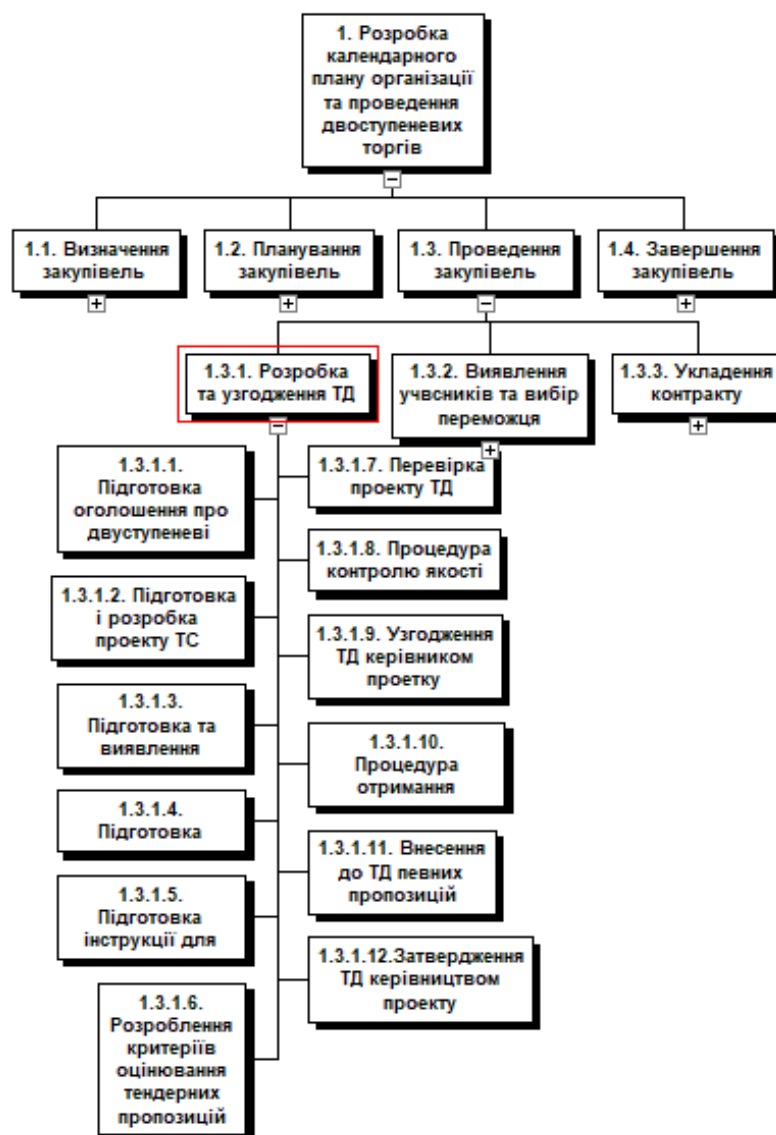 1. Розробка
календарного
плану організації
та проведення
двоступеневих
торгів
1.1. Визначення
закупівель
1.2. Планування
закупівель
1.3. Проведення
закупівель
1.4. Завершення
закупівель
1.3.1. Розробка
та узгодження ТД
1.3.2. Виявлення
учвсників та вибір
переможця
1.3.3. Укладення
контракту
1.3.1.1.
Підготовка
оголошення про
двуступеневі
1.3.1.2. Підготовка
і розробка
проекту ТС
1.3.1.3.
Підготовка та
виявлення
1.3.1.4.
Підготовка
1.3.1.5.
Підготовка
інструкції для
1.3.1.6.
Розроблення
критеріїв
оцінювання
тендерних
пропозицій
1.3.1.7. Перевірка
проекту ТД
1.3.1.8. Процедура
контролю якості
1.3.1.9. Узгодження
ТД керівником
проетку
1.3.1.10.
Процедура
отримання
1.3.1.11. Внесення
до ТД певних
пропозицій
1.3.1.12.Затвердження
ТД керівництвом
проекту